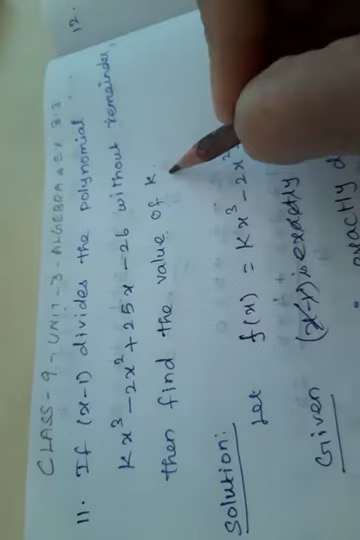 CLASS - 9 - UNIT - 3 - ALGEBRA - EX 3.3
12.
11. If (x-1) divides the polynomial
Kx³ - 2x² + 25x - 26 without remainder,
then find the value of K.
Solution:
Let f(x) = Kx³ - 2x²
Given (x-1) is exactly
exactly d